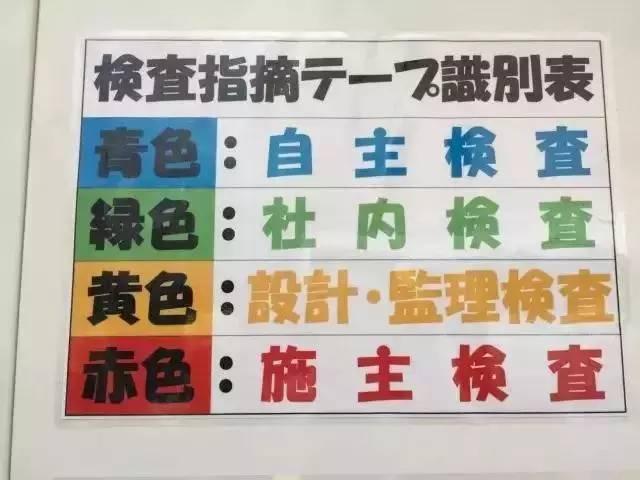 検査指摘テープ識別表
青色：自主検査
緑色：社内検査
黄色：設計・監理検査
赤色：施主検査